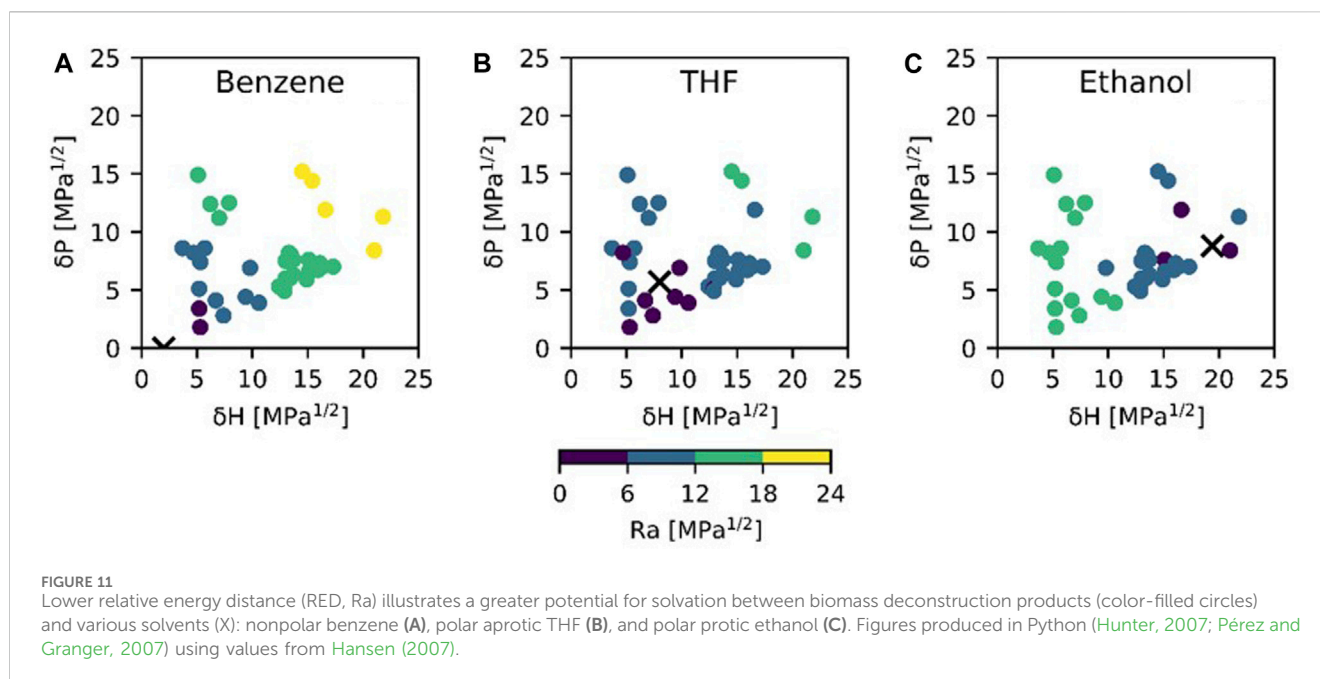 A
Benzene
25
20
15
10
5
0
δP [MPa1/2]
0 5 10 15 20 25
δH [MPa1/2]
B
THF
25
20
15
10
5
0
δP [MPa1/2]
0 5 10 15 20 25
δH [MPa1/2]
C
Ethanol
25
20
15
10
5
0
δP [MPa1/2]
0 5 10 15 20 25
δH [MPa1/2]
0 6 12 18 24
Ra [MPa1/2]
FIGURE 11
Lower relative energy distance (RED, Ra) illustrates a greater potential for solvation between biomass deconstruction products (color-filled circles)
and various solvents (X): nonpolar benzene (A), polar aprotic THF (B), and polar protic ethanol (C). Figures produced in Python (Hunter, 2007; Pérez and
Granger, 2007) using values from Hansen (2007).